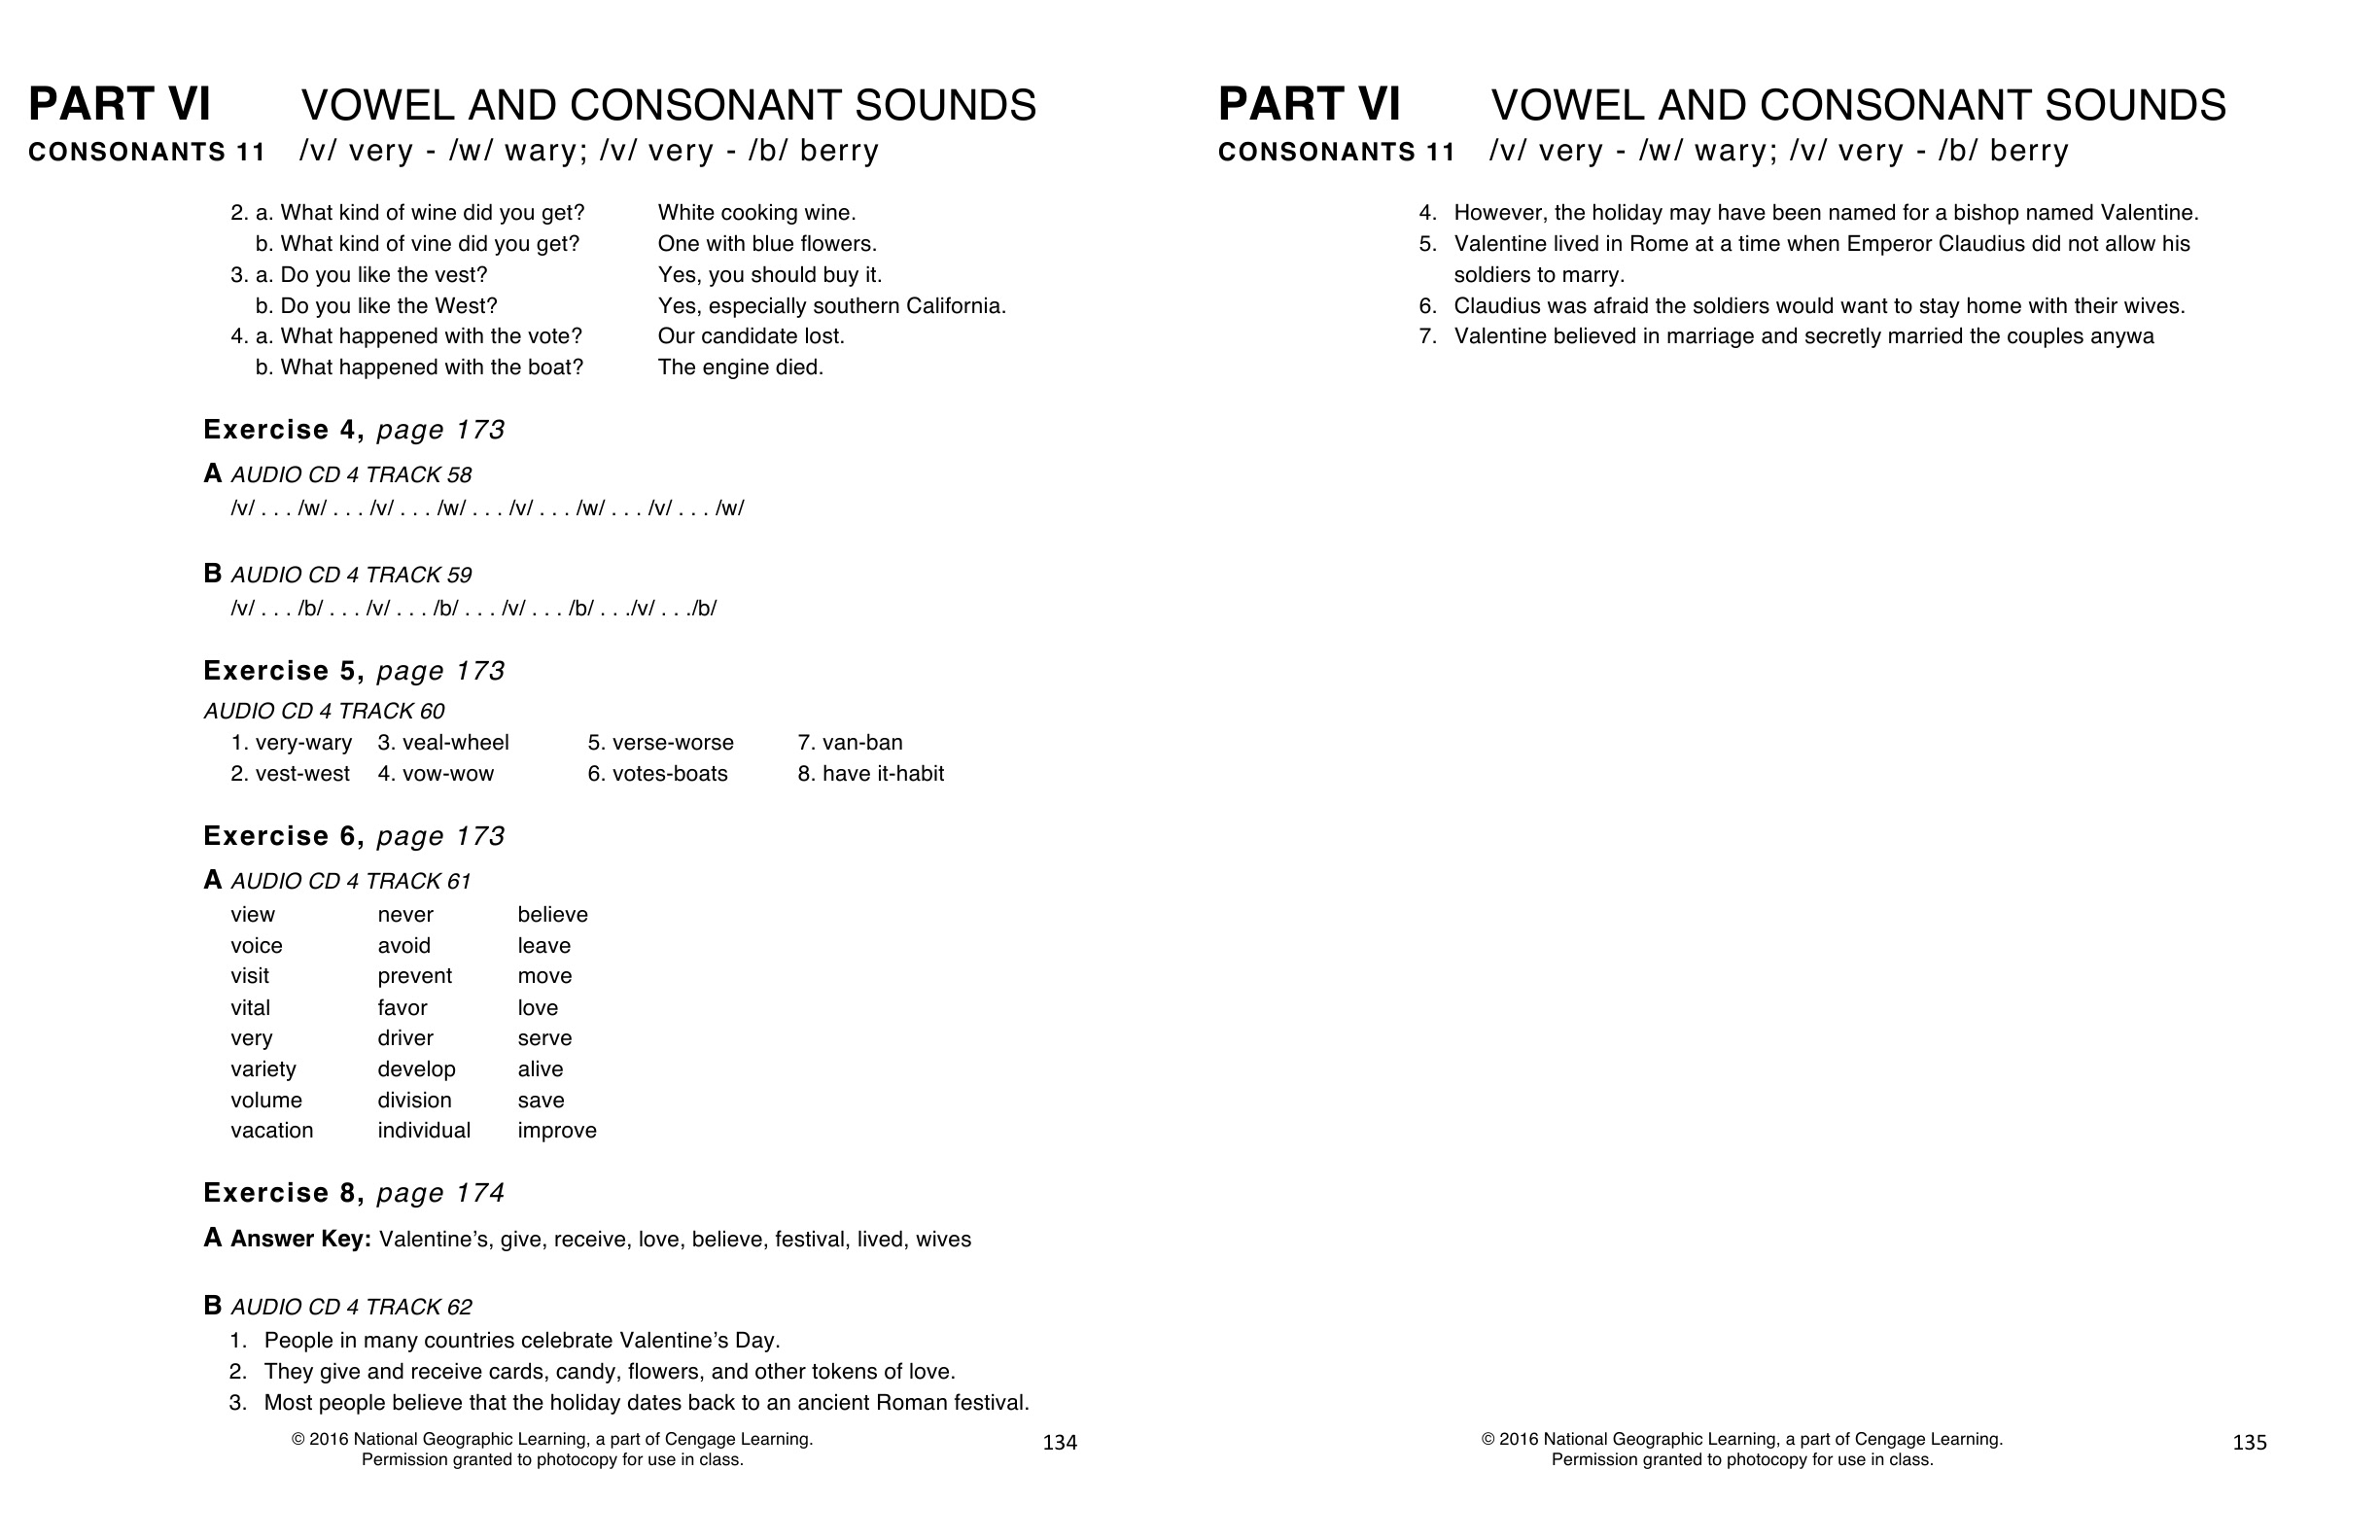 PART VI VOWEL AND CONSONANT SOUNDS
CONSONANTS 11 /v/ very - /w/ wary; /v/ very - /b/ berry
2. a. What kind of wine did you get? White cooking wine.
b. What kind of vine did you get? One with blue flowers.
3. a. Do you like the vest? Yes, you should buy it.
b. Do you like the West? Yes, especially southern California.
4. a. What happened with the vote? Our candidate lost.
b. What happened with the boat? The engine died.
Exercise 4, page 173
A AUDIO CD 4 TRACK 58
/v/ . . . /w/ . . . /v/ . . . /w/ . . . /v/ . . . /w/ . . . /v/ . . . /w/
B AUDIO CD 4 TRACK 59
/v/ . . . /b/ . . . /v/ . . . /b/ . . . /v/ . . . /b/ . . ./v/ . . ./b/
Exercise 5, page 173
AUDIO CD 4 TRACK 60
1. very-wary 3. veal-wheel 5. verse-worse 7. van-ban
2. vest-west 4. vow-wow 6. votes-boats 8. have it-habit
Exercise 6, page 173
A AUDIO CD 4 TRACK 61
view never believe
voice avoid leave
visit prevent move
vital favor love
very driver serve
variety develop alive
volume division save
vacation individual improve
Exercise 8, page 174
A Answer Key: Valentine’s, give, receive, love, believe, festival, lived, wives
B AUDIO CD 4 TRACK 62
1. People in many countries celebrate Valentine’s Day.
2. They give and receive cards, candy, flowers, and other tokens of love.
3. Most people believe that the holiday dates back to an ancient Roman festival.
© 2016 National Geographic Learning, a part of Cengage Learning.
Permission granted to photocopy for use in class.
134
PART VI VOWEL AND CONSONANT SOUNDS
CONSONANTS 11 /v/ very - /w/ wary; /v/ very - /b/ berry
4. However, the holiday may have been named for a bishop named Valentine.
5. Valentine lived in Rome at a time when Emperor Claudius did not allow his
soldiers to marry.
6. Claudius was afraid the soldiers would want to stay home with their wives.
7. Valentine believed in marriage and secretly married the couples anywa
© 2016 National Geographic Learning, a part of Cengage Learning.
Permission granted to photocopy for use in class.
135